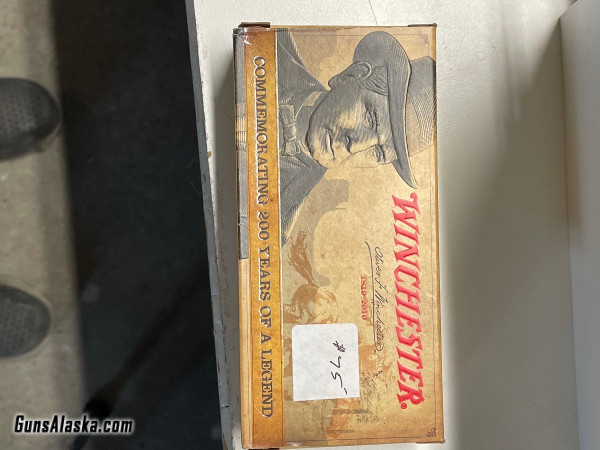 WINCHESTER®
Oliver F. Winchester
1810-2010
$75
COMMEMORATING 200 YEARS OF A LEGEND
GunsAlaska.com